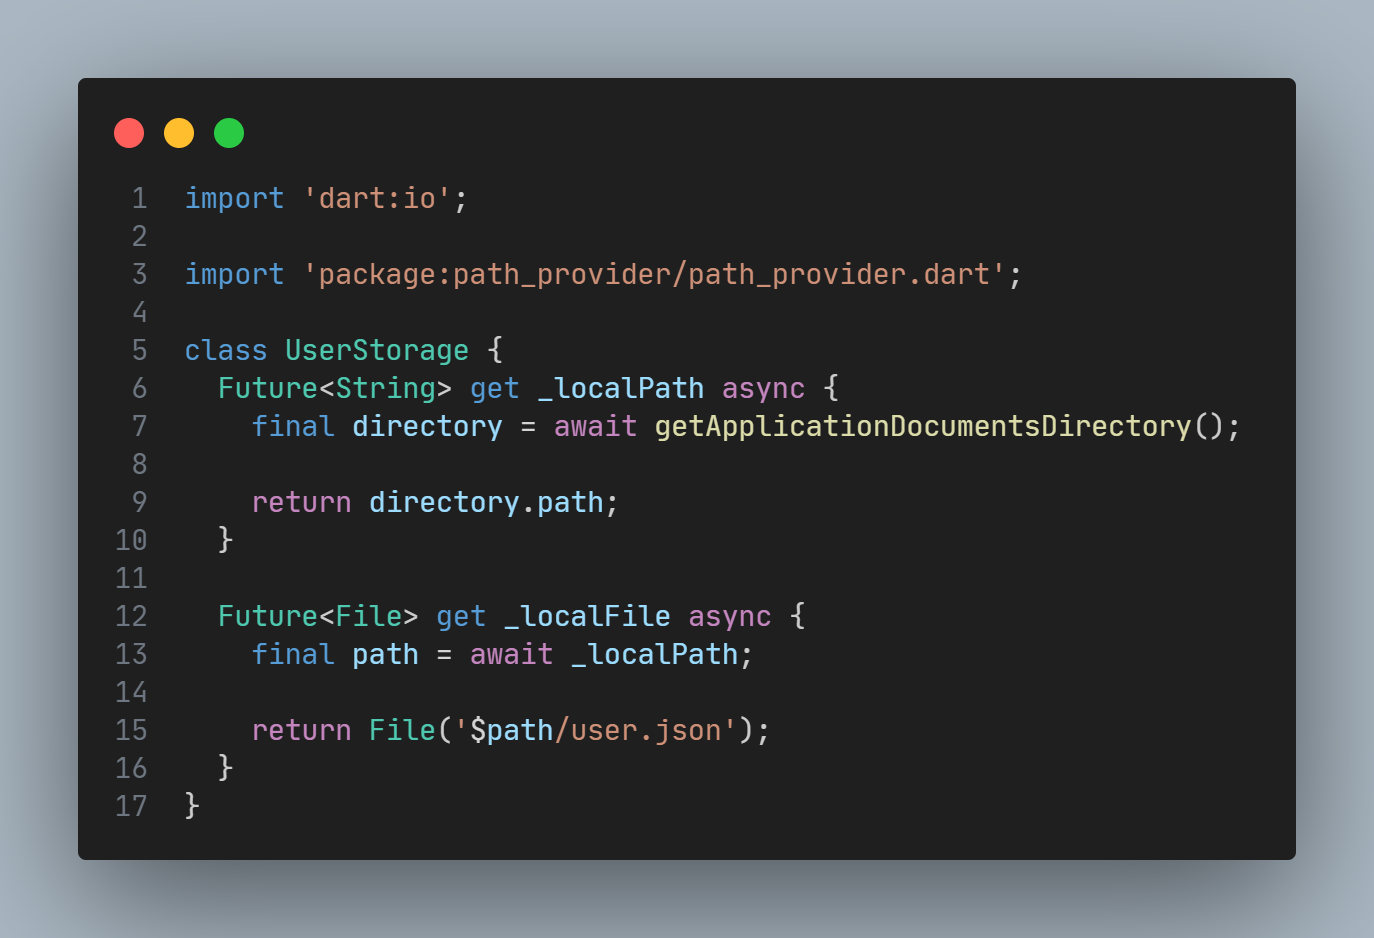 1 import 'dart:io';
2
3 import 'package:path_provider/path_provider.dart';
4
5 class UserStorage {
6   Future<String> get _localPath async {
7     final directory = await getApplicationDocumentsDirectory();
8
9     return directory.path;
10   }
11
12   Future<File> get _localFile async {
13     final path = await _localPath;
14
15     return File('$path/user.json');
16   }
17 }